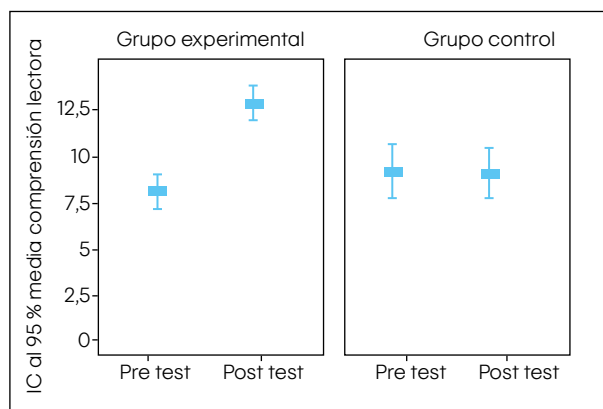 Grupo experimental
Grupo control
IC al 95 % media comprensión lectora
12,5
10
7,5
5
2,5
0
Pre test
Post test
Pre test
Post test